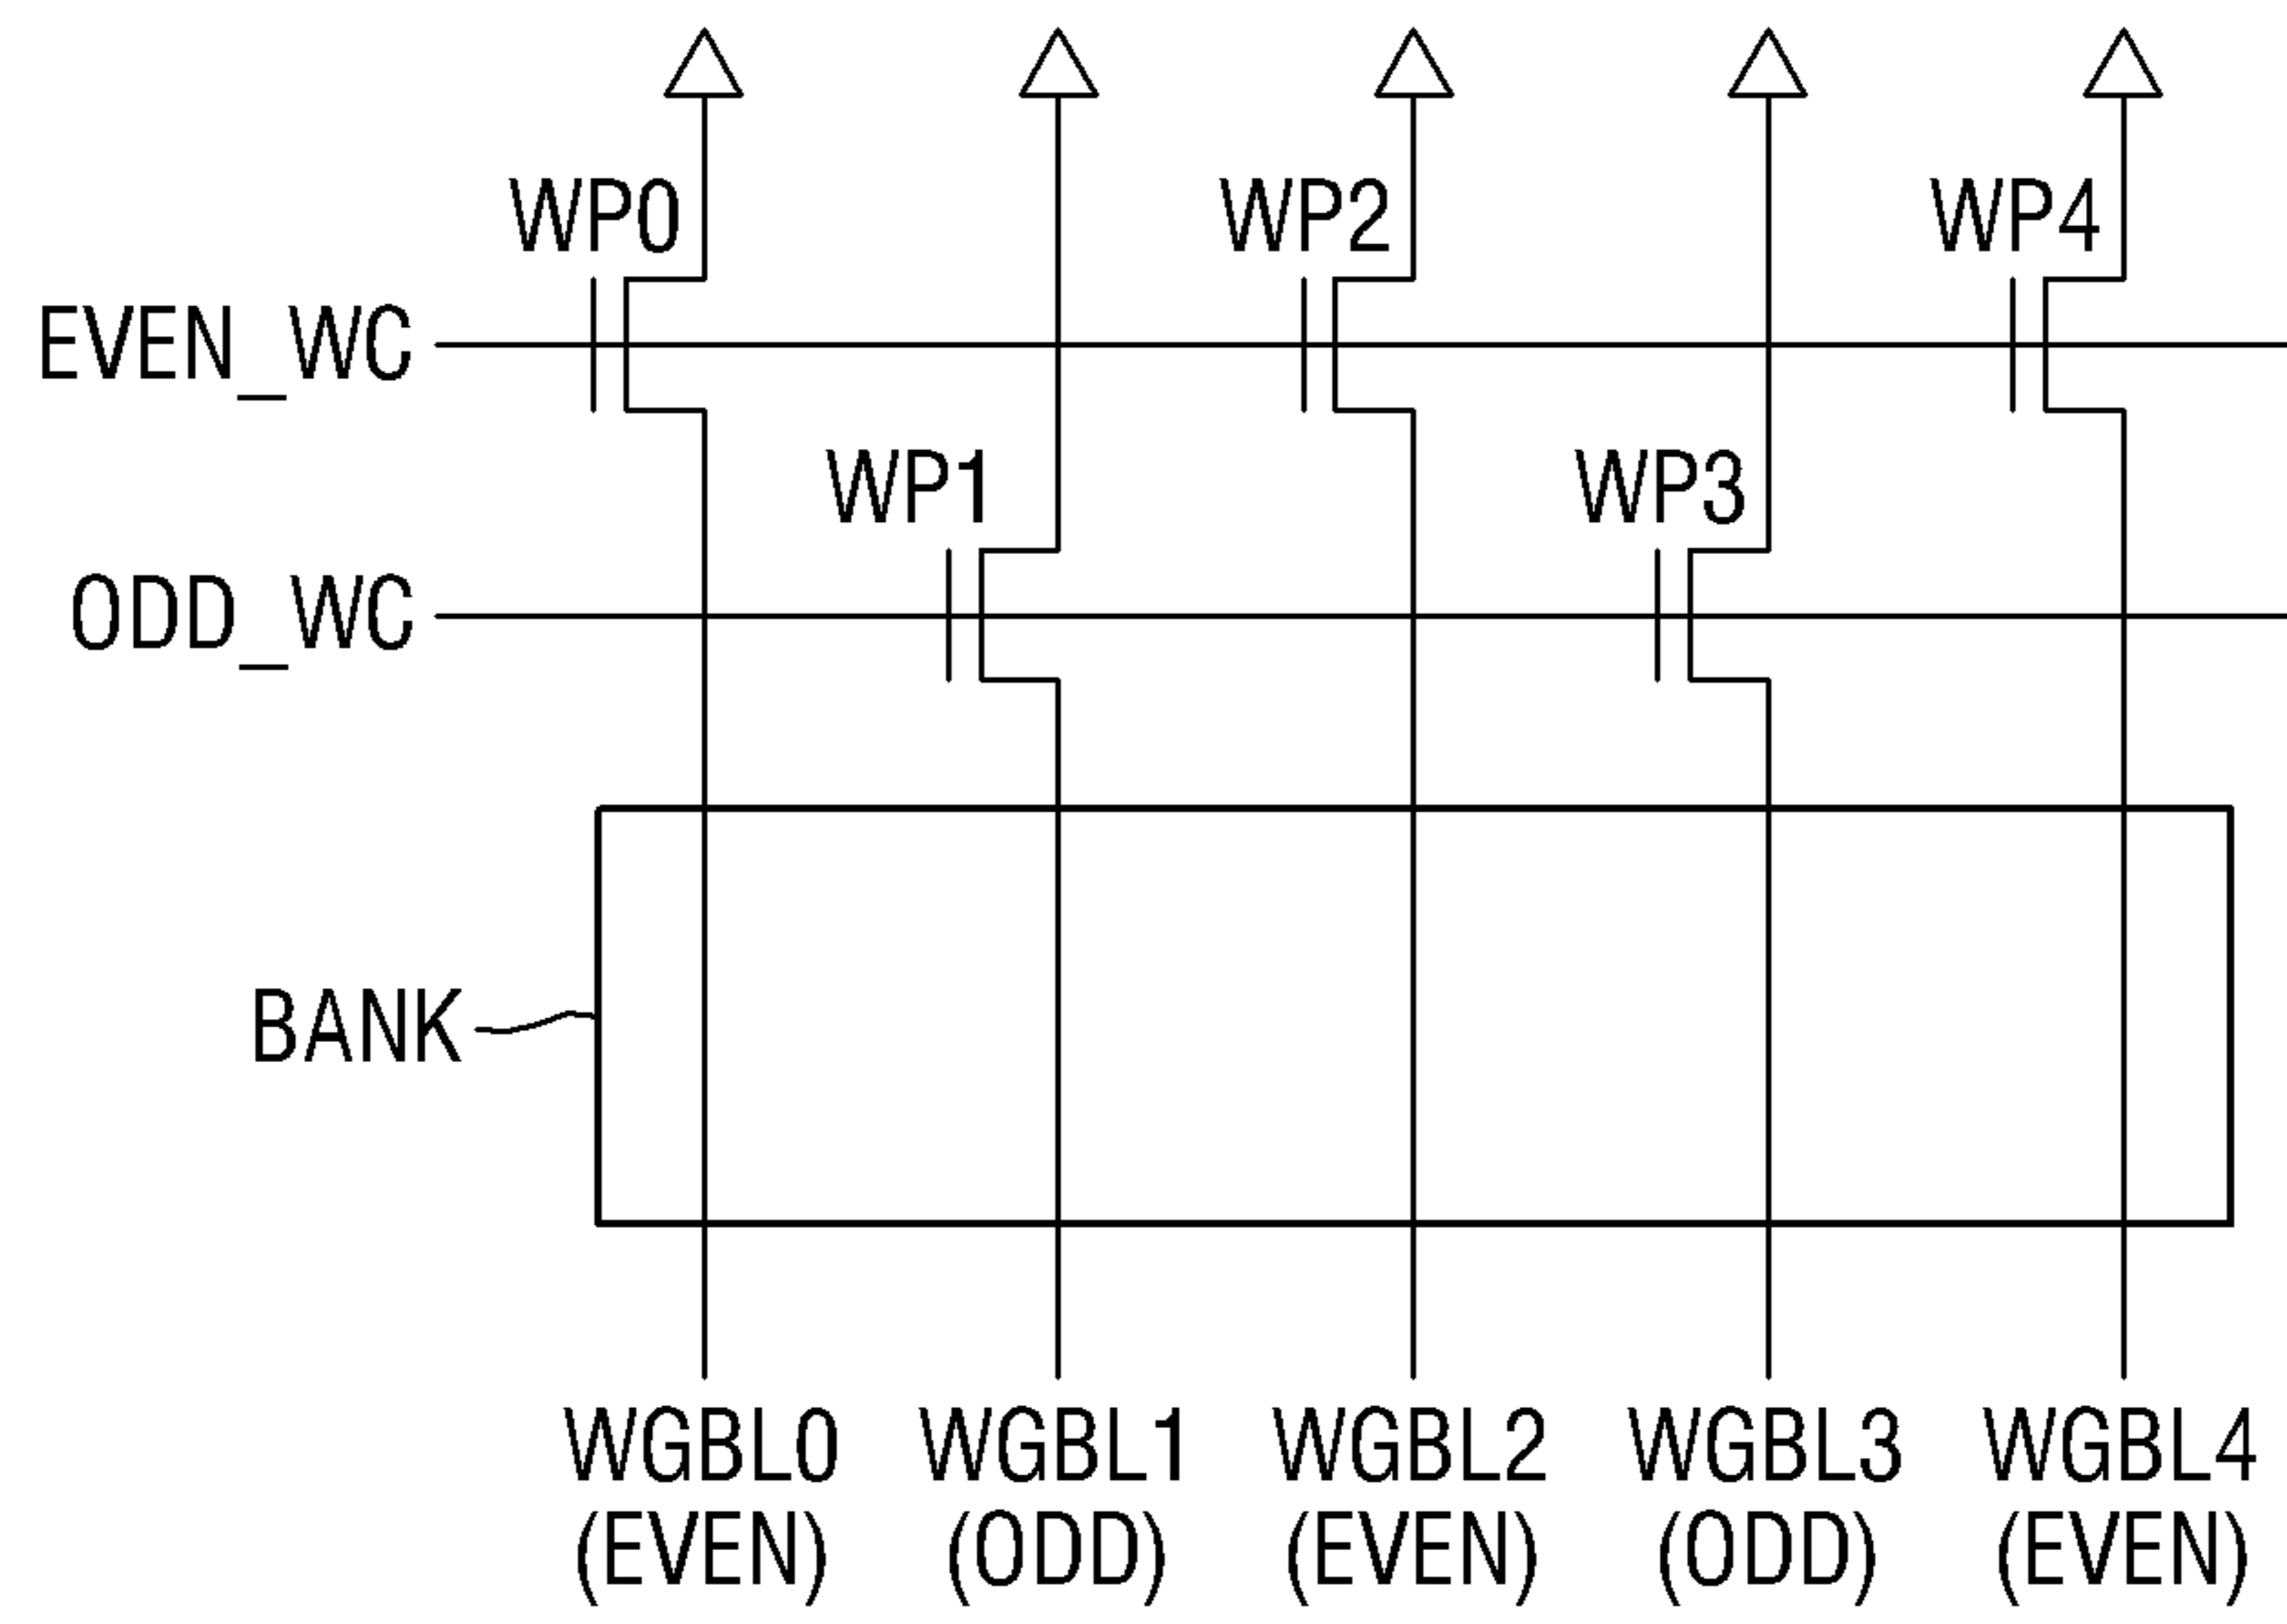 WP0 WP2 WP4
EVEN_WC
WP1 WP3
ODD_WC
BANK
WGBL0 WGBL1 WGBL2 WGBL3 WGBL4
(EVEN) (ODD) (EVEN) (ODD) (EVEN)